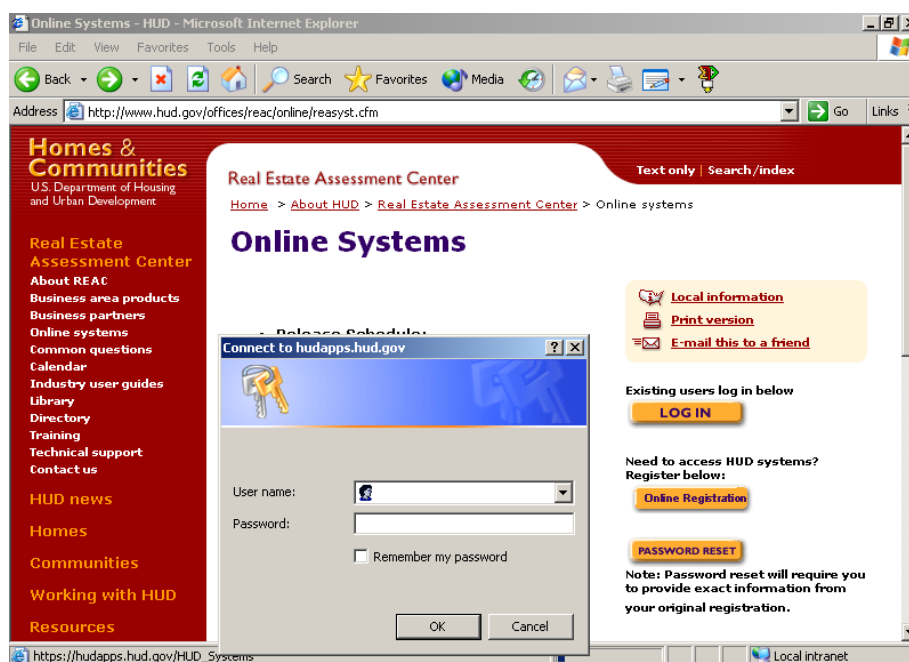 Online Systems - HUD - Microsoft Internet Explorer
File Edit View Favorites Tools Help
Back Search Favorites Media
Address http://www.hud.gov/offices/reac/online/reasyst.cfm Go Links
Homes &
Communities
U.S. Department of Housing
and Urban Development
Real Estate
Assessment Center
About REAC
Business area products
Business partners
Online systems
Common questions
Calendar
Industry user guides
Library
Directory
Training
Technical support
Contact us
HUD news
Homes
Communities
Working with HUD
Resources
Real Estate Assessment Center
Text only | Search/index
Home > About HUD > Real Estate Assessment Center > Online systems
Online Systems
• Release Schedule:
Local information
Print version
E-mail this to a friend
Existing users log in below
LOG IN
Need to access HUD systems?
Register below:
Online Registration
PASSWORD RESET
Note: Password reset will require you
to provide exact information from
your original registration.
Connect to hudapps.hud.gov
User name:
Password:
Remember my password
OK Cancel
https://hudapps.hud.gov/HUD_Systems Local intranet